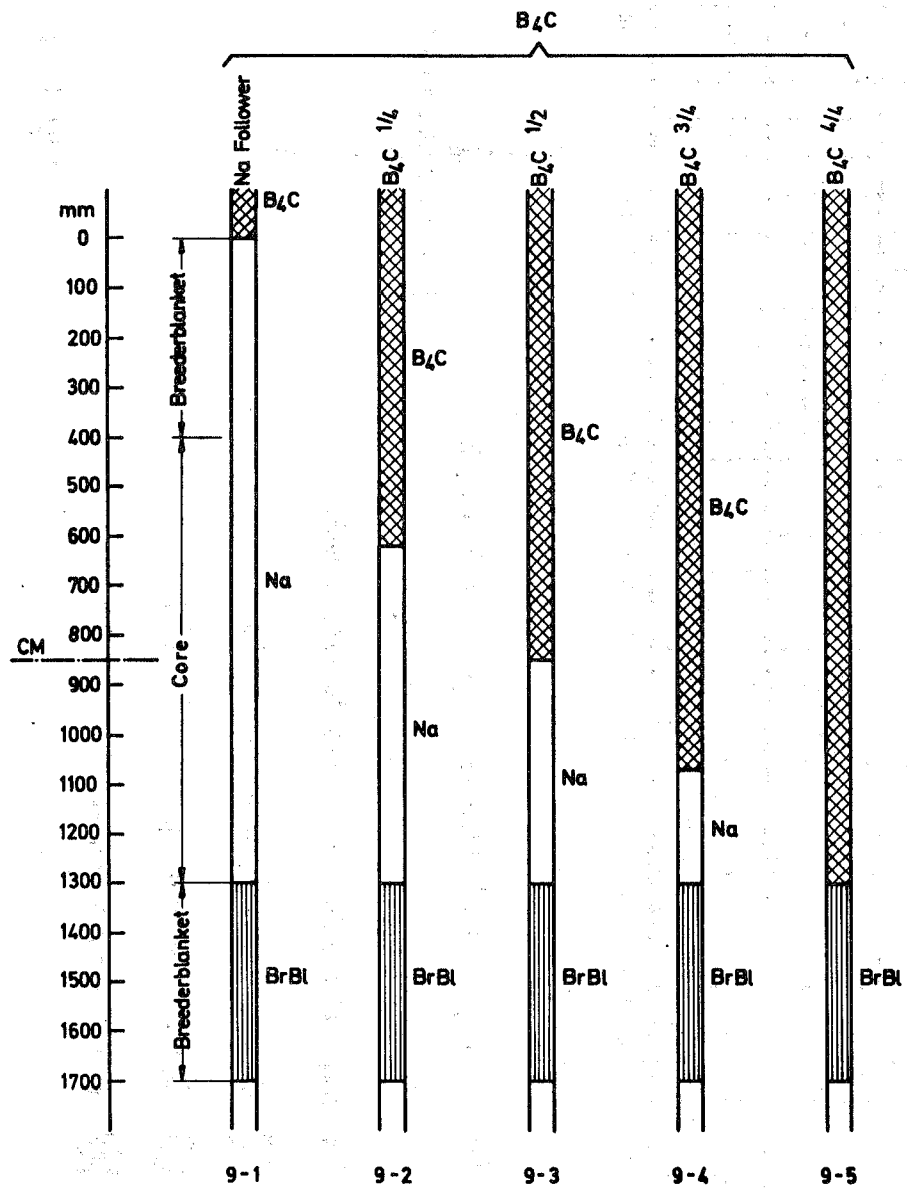 B₄C
Na Follower
B₄C 1/4
B₄C 1/2
B₄C 3/4
B₄C 4/4
B₄C
mm
0
100
200
300
400
500
600
700
800
900
1000
1100
1200
1300
1400
1500
1600
1700
CM
Breederblanket
Core
Breederblanket
Na
BrBl
B₄C
Na
BrBl
B₄C
Na
BrBl
B₄C
Na
BrBl
BrBl
9-1
9-2
9-3
9-4
9-5